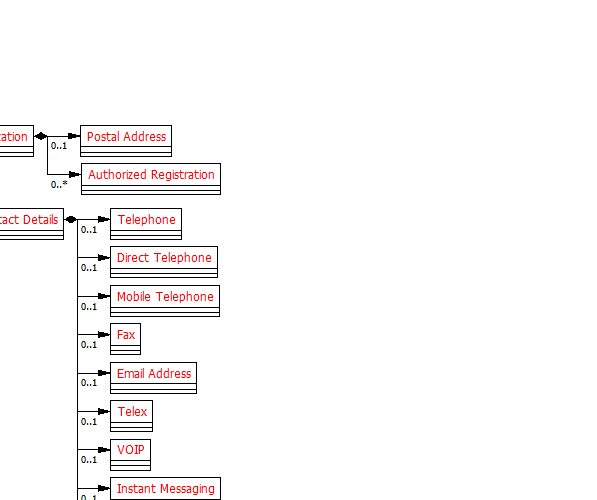 ation
Postal Address
0..1
Authorized Registration
0..*
tact Details
Telephone
0..1
Direct Telephone
0..1
Mobile Telephone
0..1
Fax
0..1
Email Address
0..1
Telex
0..1
VOIP
0..1
Instant Messaging
0..1